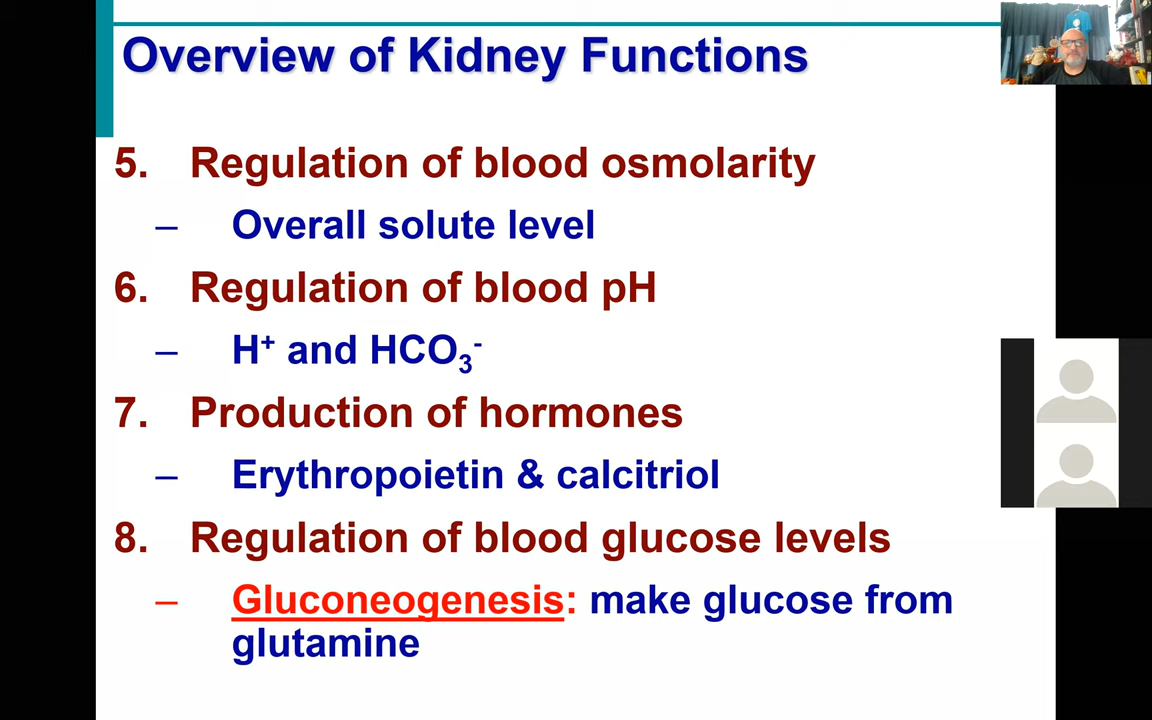 Overview of Kidney Functions
5. Regulation of blood osmolarity
– Overall solute level
6. Regulation of blood pH
– H⁺ and HCO₃⁻
7. Production of hormones
– Erythropoietin & calcitriol
8. Regulation of blood glucose levels
– Gluconeogenesis: make glucose from
glutamine